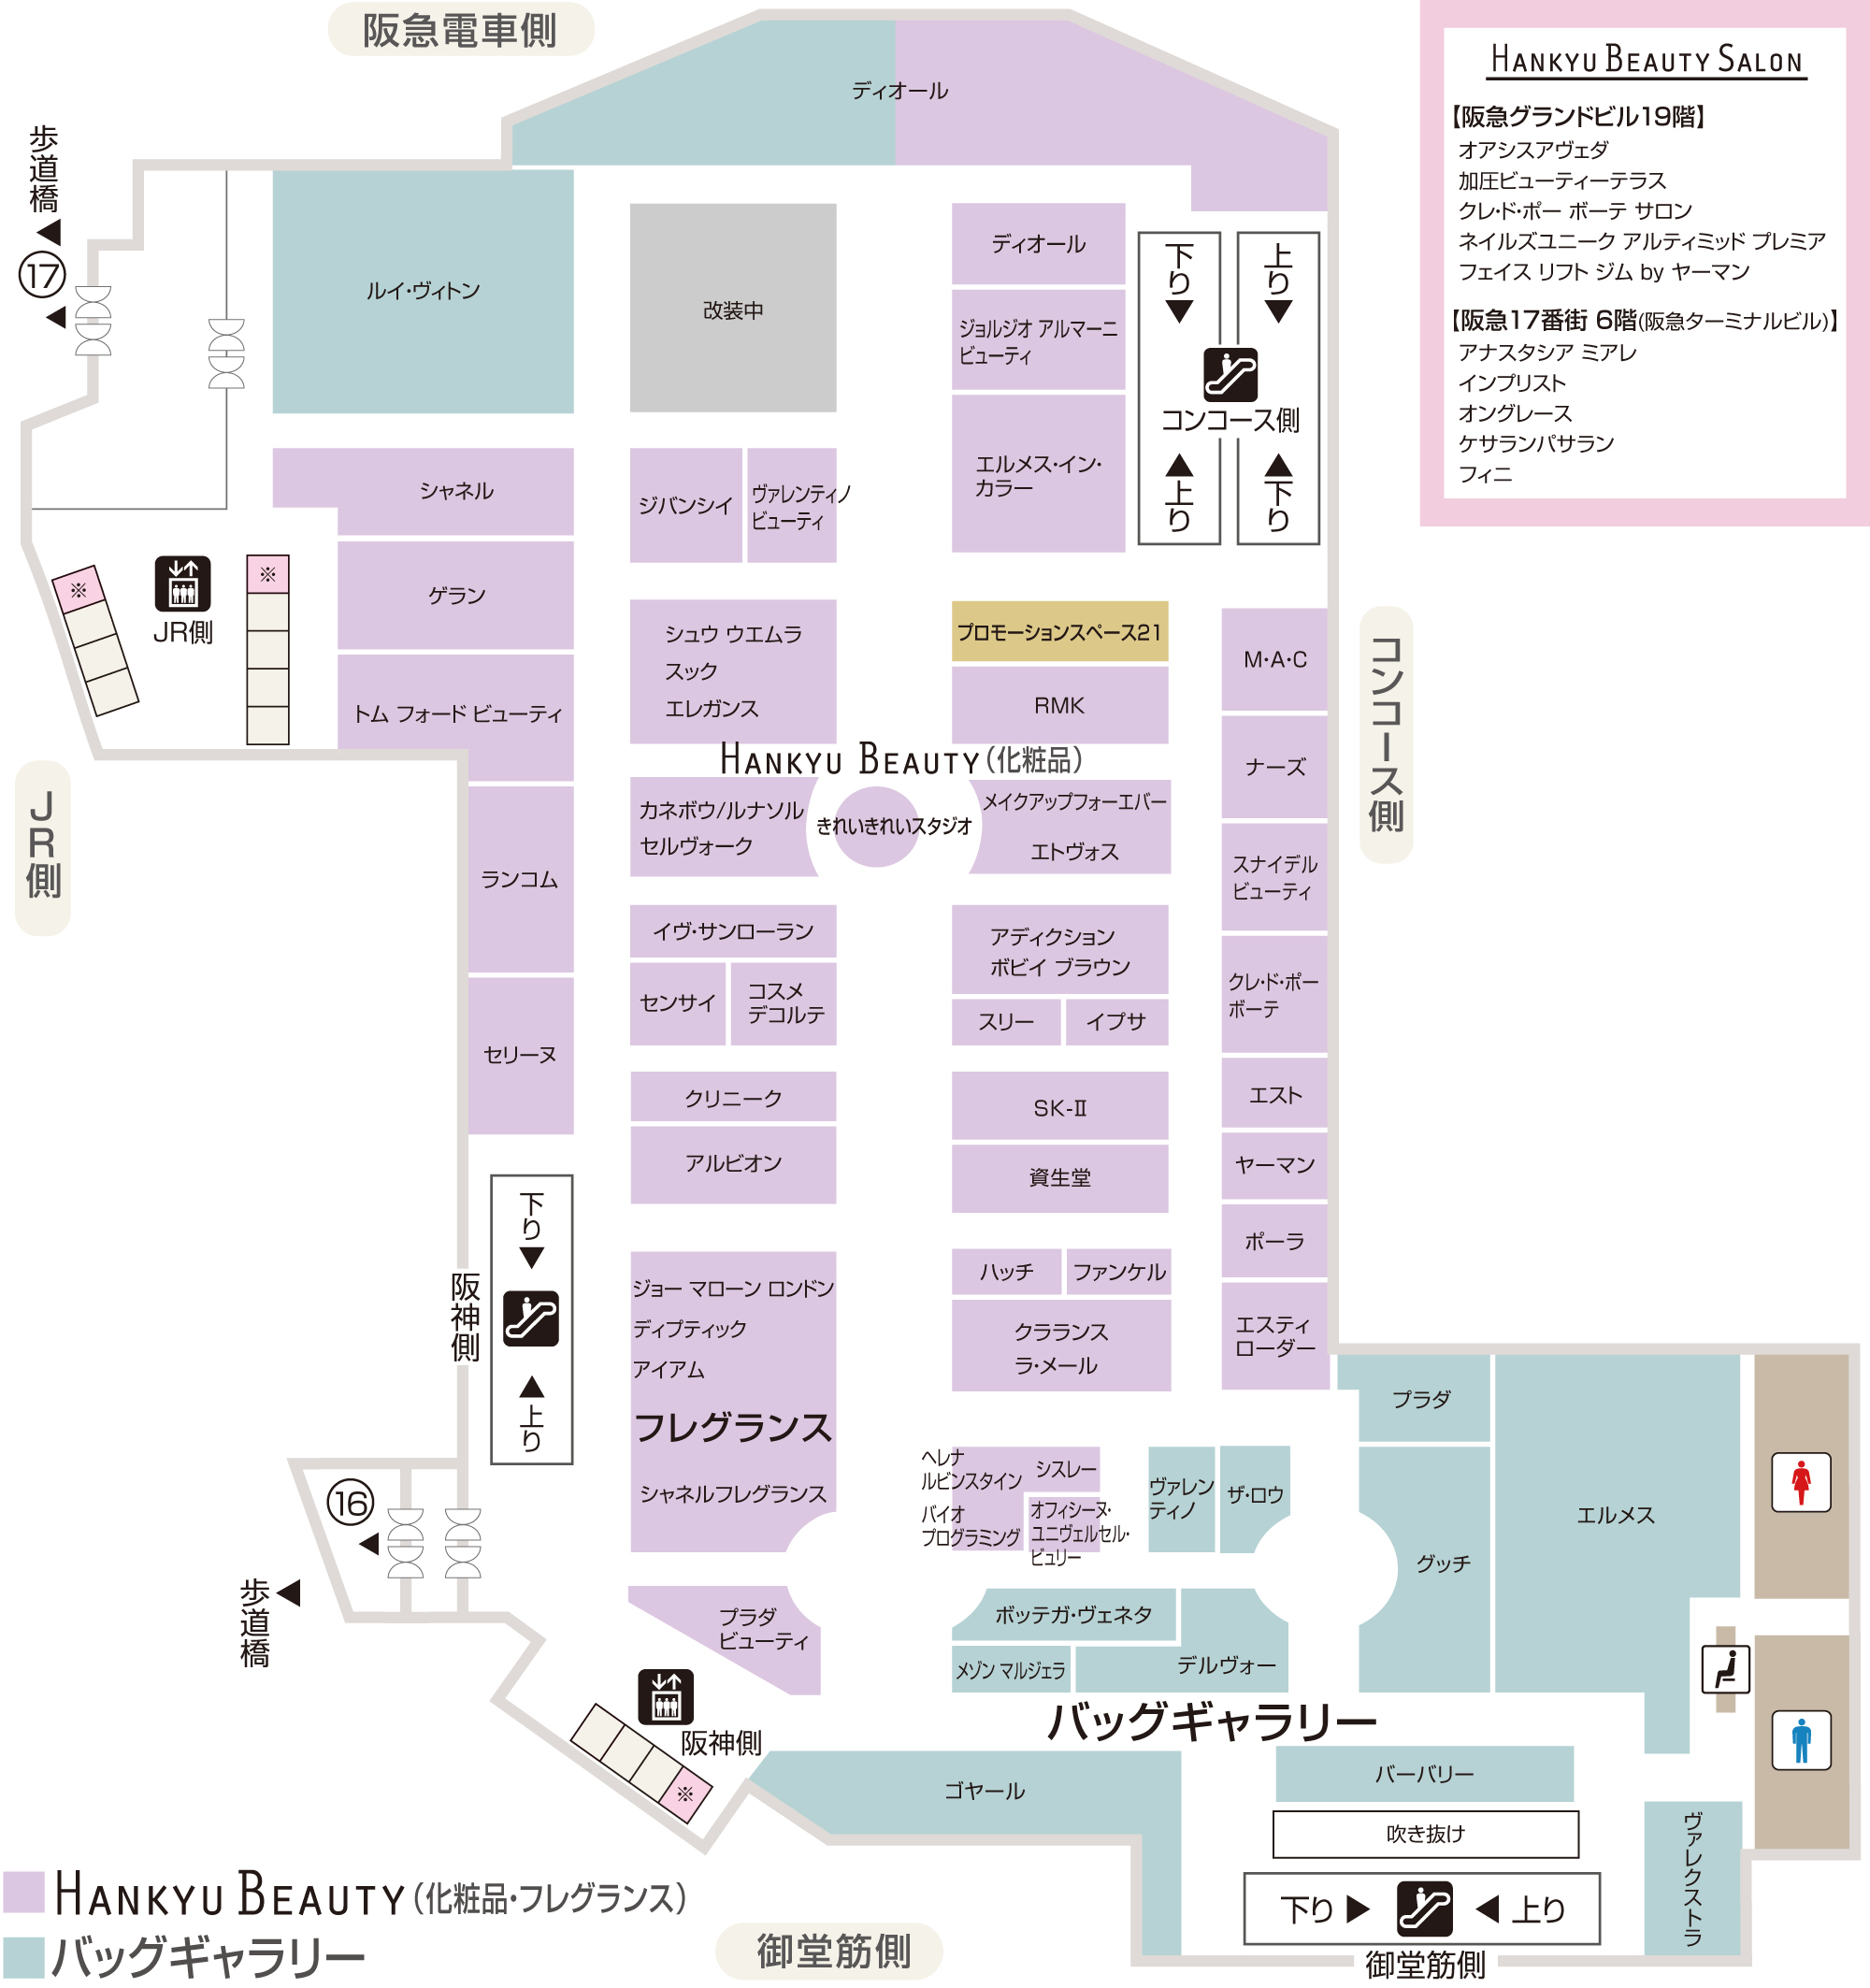 阪急電車側
HANKYU BEAUTY SALON
【阪急グランドビル19階】
オアシスアヴェダ
加圧ビューティーテラス
クレ・ド・ポー ボーテ サロン
ネイルズユニーク アルティミッド プレミア
フェイス リフト ジム by ヤーマン
【阪急17番街 6階(阪急ターミナルビル)】
アナスタシア ミアレ
インプリスト
オングレース
ケサランパサラン
フィニ
歩道橋
17
ディオール
ルイ・ヴィトン
改装中
ディオール
ジョルジオ アルマーニ
ビューティ
エルメス・イン・
カラー
下り
上り
コンコース側
上り
下り
シャネル
ジバンシイ
ヴァレンティノ
ビューティ
※
※
JR側
ゲラン
トム フォード ビューティ
シュウ ウエムラ
スック
エレガンス
プロモーションスペース21
RMK
M・A・C
コンコース側
ナーズ
HANKYU BEAUTY(化粧品)
JR側
カネボウ/ルナソル
セルヴォーク
きれいきれいスタジオ
メイクアップフォーエバー
エトヴォス
スナイデル
ビューティ
ランコム
イヴ・サンローラン
アディクション
ボビイ ブラウン
クレ・ド・ポー
ボーテ
センサイ
コスメ
デコルテ
スリー
イプサ
セリーヌ
クリニーク
SK-II
エスト
アルビオン
資生堂
ヤーマン
ポーラ
下り
阪神側
上り
ジョー マローン ロンドン
ディプティック
アイアム
フレグランス
シャネルフレグランス
ハッチ
ファンケル
クラランス
ラ・メール
エスティ
ローダー
プラダ
ヘレナ
ルビンスタイン
シスレー
バイオ
プログラミング
オフィシーヌ・
ユニヴェルセル・
ビュリー
ヴァレン
ティノ
ザ・ロウ
グッチ
エルメス
16
歩道橋
プラダ
ビューティ
ボッテガ・ヴェネタ
メゾン マルジェラ
デルヴォー
バッグギャラリー
阪神側
※
ゴヤール
バーバリー
吹き抜け
ヴァレクストラ
下り
上り
御堂筋側
HANKYU BEAUTY(化粧品・フレグランス)
バッグギャラリー
御堂筋側